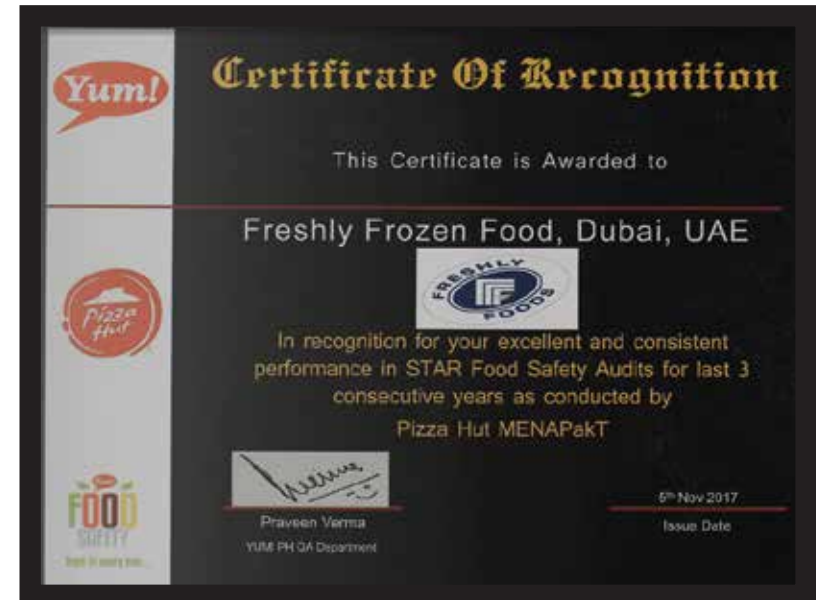 Yum!
Certificate Of Recognition
This Certificate is Awarded to
Freshly Frozen Food, Dubai, UAE
FRESHLY
FOODS
Pizza
Hut
In recognition for your excellent and consistent
performance in STAR Food Safety Audits for last 3
consecutive years as conducted by
Pizza Hut MENAPakT
FOOD
SAFETY
Praveen Verma
YUM! PH QA Department
5th Nov 2017
Issue Date